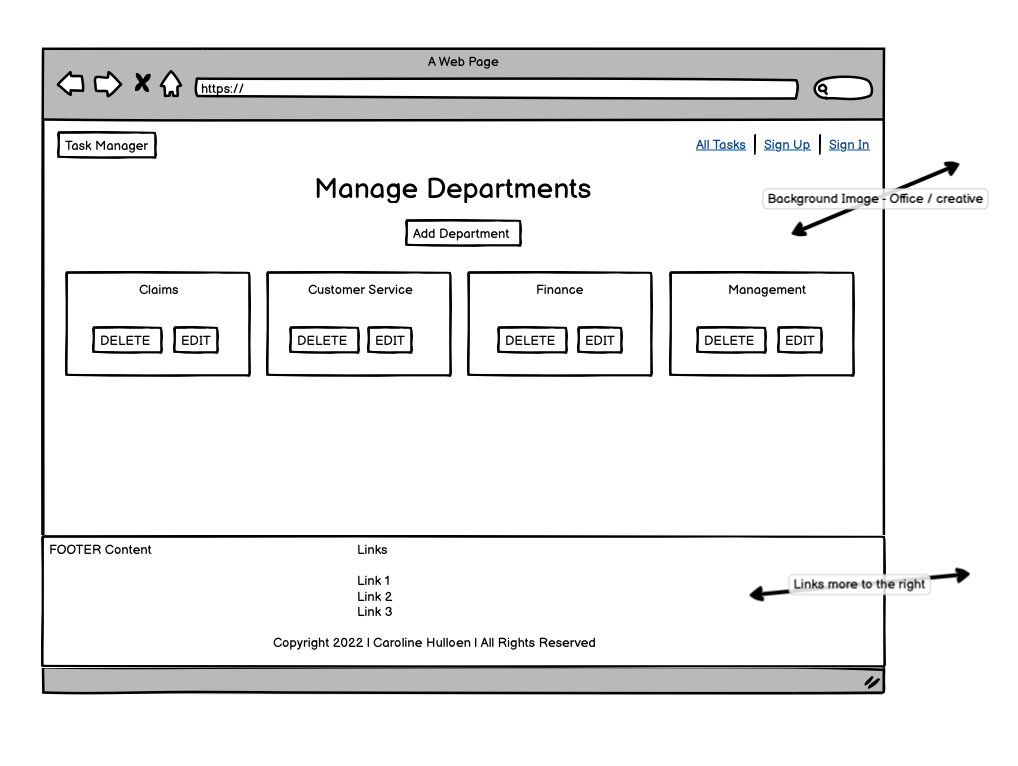 A Web Page
https://
Task Manager
All Tasks | Sign Up | Sign In
Manage Departments
Background Image - Office / creative
Add Department
Claims
Customer Service
Finance
Management
DELETE EDIT
DELETE EDIT
DELETE EDIT
DELETE EDIT
FOOTER Content
Links
Link 1
Link 2
Link 3
Links more to the right
Copyright 2022 | Caroline Hulloen | All Rights Reserved